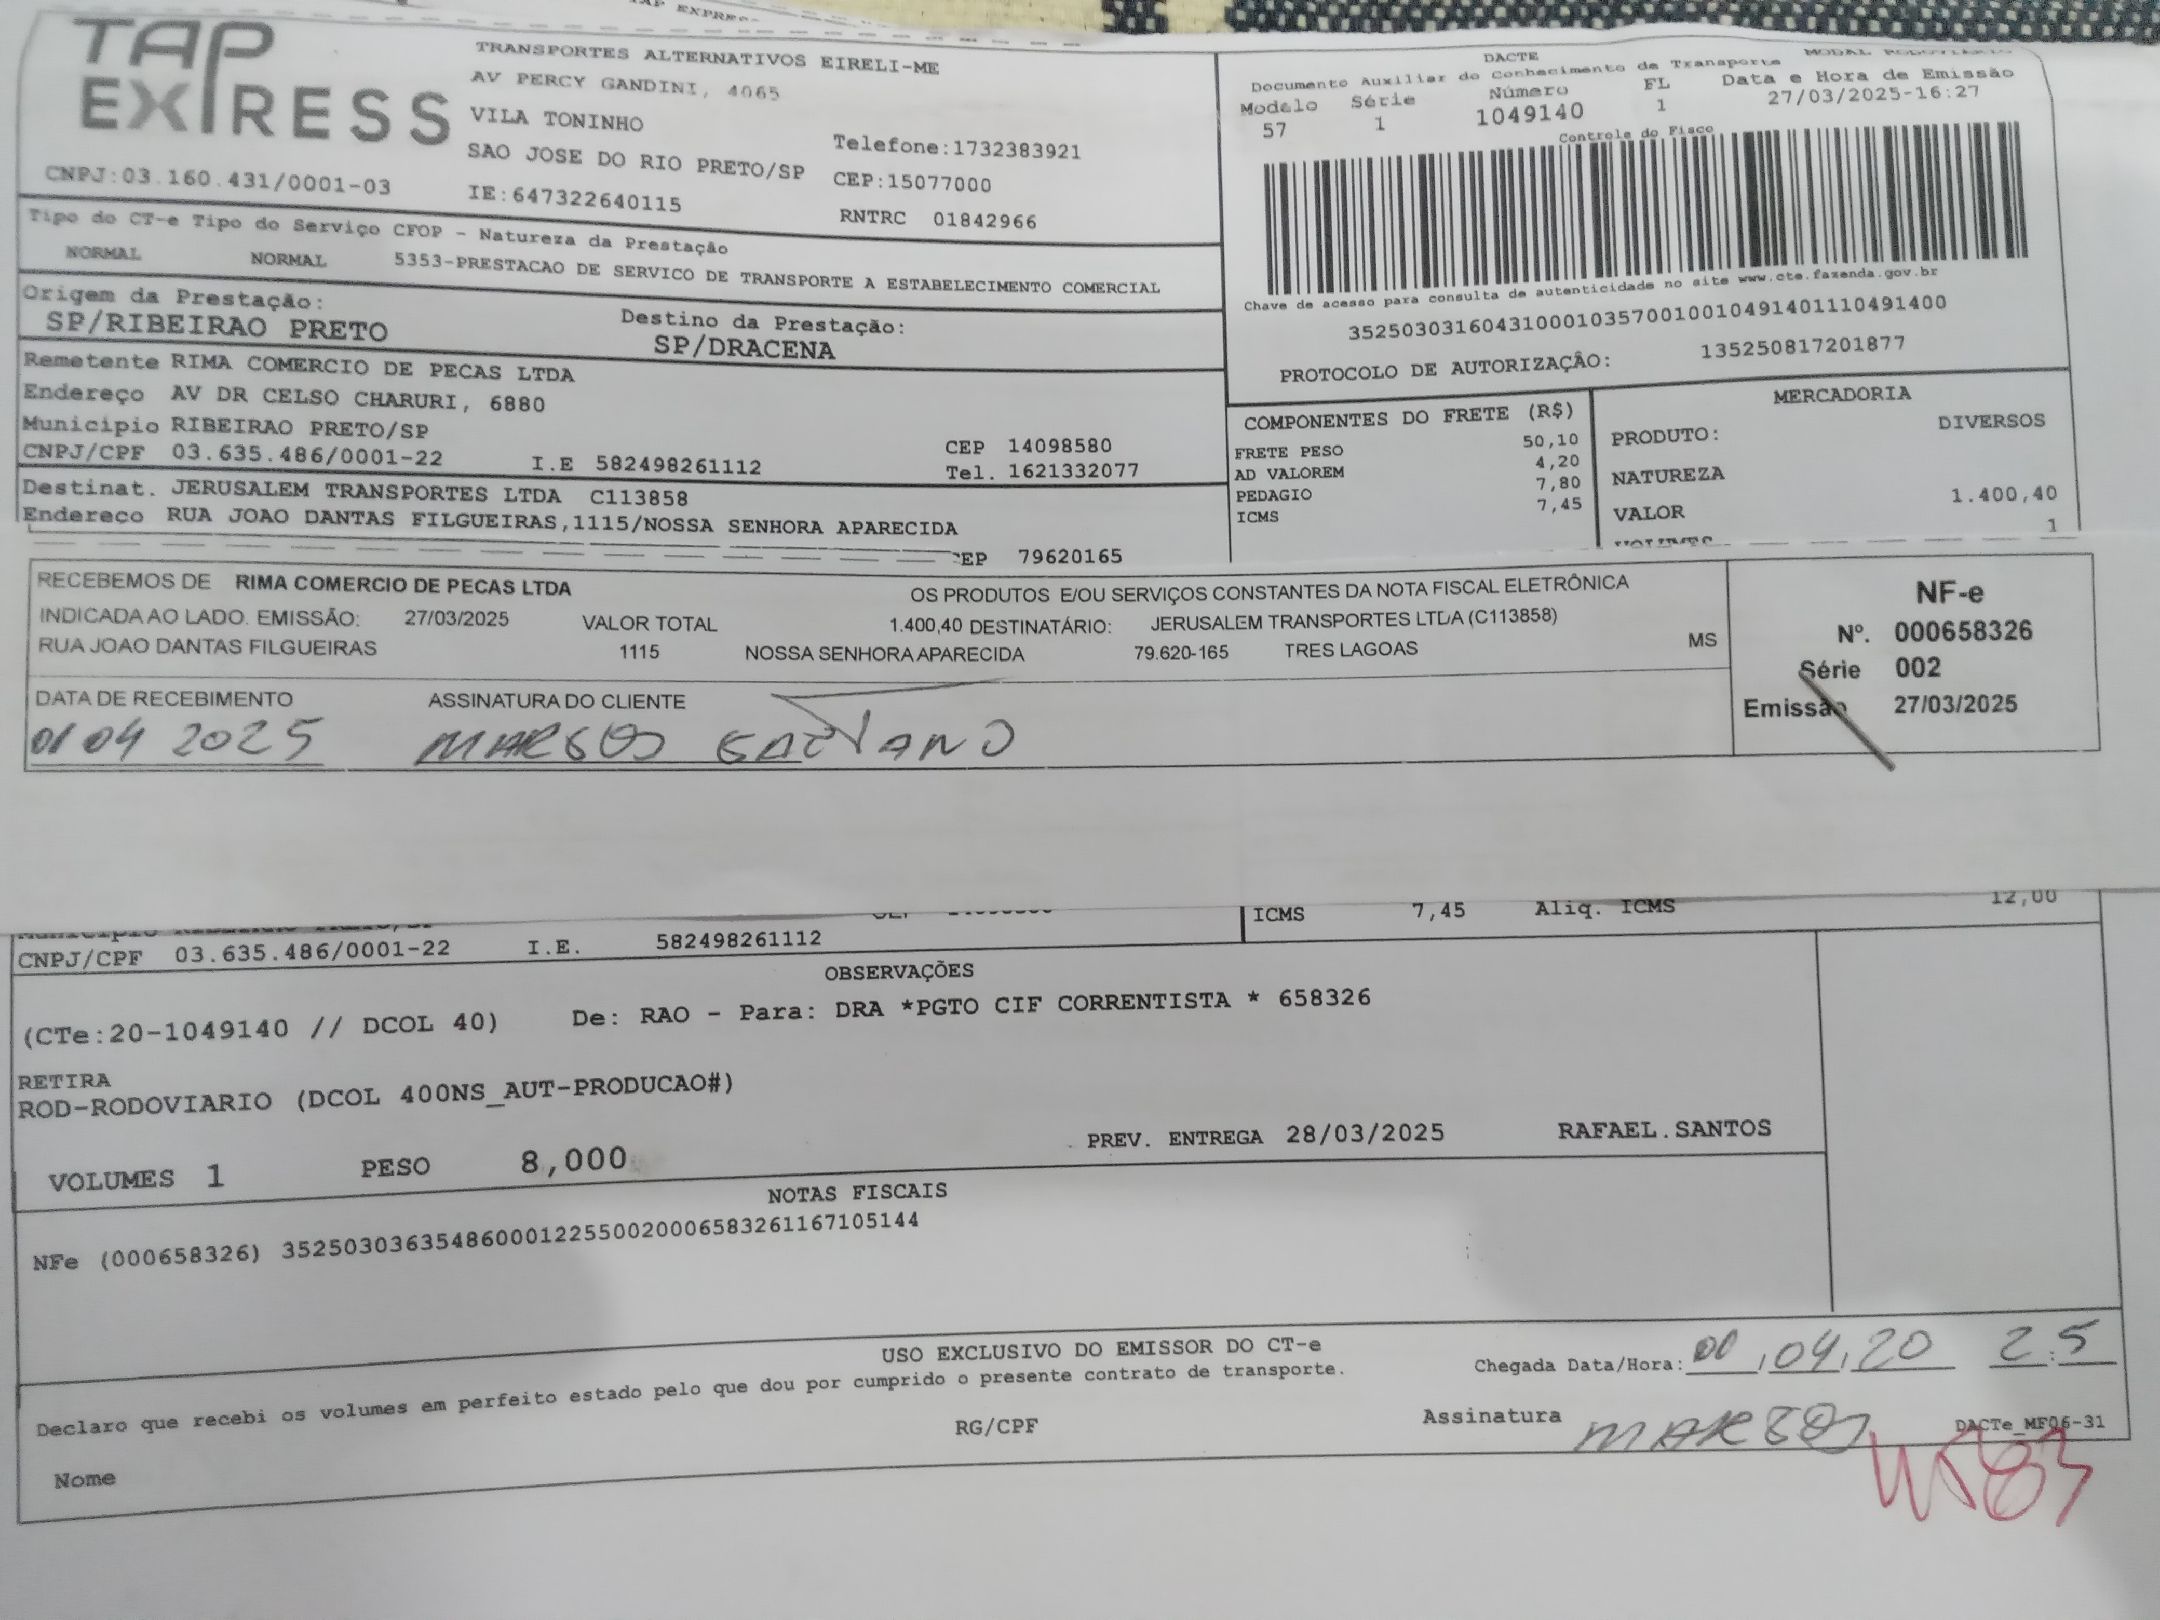 TAP EXPRESS
TRANSPORTES ALTERNATIVOS EIRELI-ME
AV PERCY GANDINI, 4065
VILA TONINHO
SAO JOSE DO RIO PRETO/SP
Telefone:1732383921
CEP:15077000
CNPJ:03.160.431/0001-03
IE:647322640115
RNTRC 01842966
DACTE
Documento Auxiliar do Conhecimento de Transporte
Modelo Série Número FL Data e Hora de Emissão
57 1 1049140 1 27/03/2025-16:27
Controle do Fisco
Chave de acesso para consulta de autenticidade no site www.cte.fazenda.gov.br
35250303160431000103570010010491401110491400
PROTOCOLO DE AUTORIZAÇÂO: 135250817201877
Tipo do CT-e Tipo do Serviço CFOP - Natureza da Prestação
NORMAL NORMAL 5353-PRESTACAO DE SERVICO DE TRANSPORTE A ESTABELECIMENTO COMERCIAL
Origem da Prestação: Destino da Prestação:
SP/RIBEIRAO PRETO SP/DRACENA
Remetente RIMA COMERCIO DE PECAS LTDA
Endereço AV DR CELSO CHARURI, 6880
Municipio RIBEIRAO PRETO/SP
CEP 14098580
CNPJ/CPF 03.635.486/0001-22 I.E 582498261112 Tel. 1621332077
Destinat. JERUSALEM TRANSPORTES LTDA C113858
Endereco RUA JOAO DANTAS FILGUEIRAS,1115/NOSSA SENHORA APARECIDA
CEP 79620165
COMPONENTES DO FRETE (R$)
FRETE PESO 50,10
AD VALOREM 4,20
PEDAGIO 7,80
ICMS 7,45
MERCADORIA
PRODUTO: DIVERSOS
NATUREZA
VALOR 1.400,40
1
RECEBEMOS DE RIMA COMERCIO DE PECAS LTDA OS PRODUTOS E/OU SERVIÇOS CONSTANTES DA NOTA FISCAL ELETRÔNICA
INDICADA AO LADO. EMISSÃO: 27/03/2025 VALOR TOTAL 1.400,40 DESTINATÁRIO: JERUSALEM TRANSPORTES LTDA (C113858)
RUA JOAO DANTAS FILGUEIRAS 1115 NOSSA SENHORA APARECIDA 79.620-165 TRES LAGOAS MS
DATA DE RECEBIMENTO ASSINATURA DO CLIENTE
01 04 2025 MARCOS CAETANO
NF-e
Nº. 000658326
Série 002
Emissão 27/03/2025
ICMS 7,45 Aliq. ICMS 12,00
CNPJ/CPF 03.635.486/0001-22 I.E. 582498261112
OBSERVAÇÕES
(CTe:20-1049140 // DCOL 40) De: RAO - Para: DRA *PGTO CIF CORRENTISTA * 658326
RETIRA
ROD-RODOVIARIO (DCOL 400NS_AUT-PRODUCAO#)
PREV. ENTREGA 28/03/2025 RAFAEL.SANTOS
VOLUMES 1 PESO 8,000
NOTAS FISCAIS
NFe (000658326) 35250303635486000122550020006583261167105144
USO EXCLUSIVO DO EMISSOR DO CT-e
Declaro que recebi os volumes em perfeito estado pelo que dou por cumprido o presente contrato de transporte.
Chegada Data/Hora: 01,04,20 2:5
RG/CPF
Assinatura MARCOS
DACTe_MF06-31
Nome